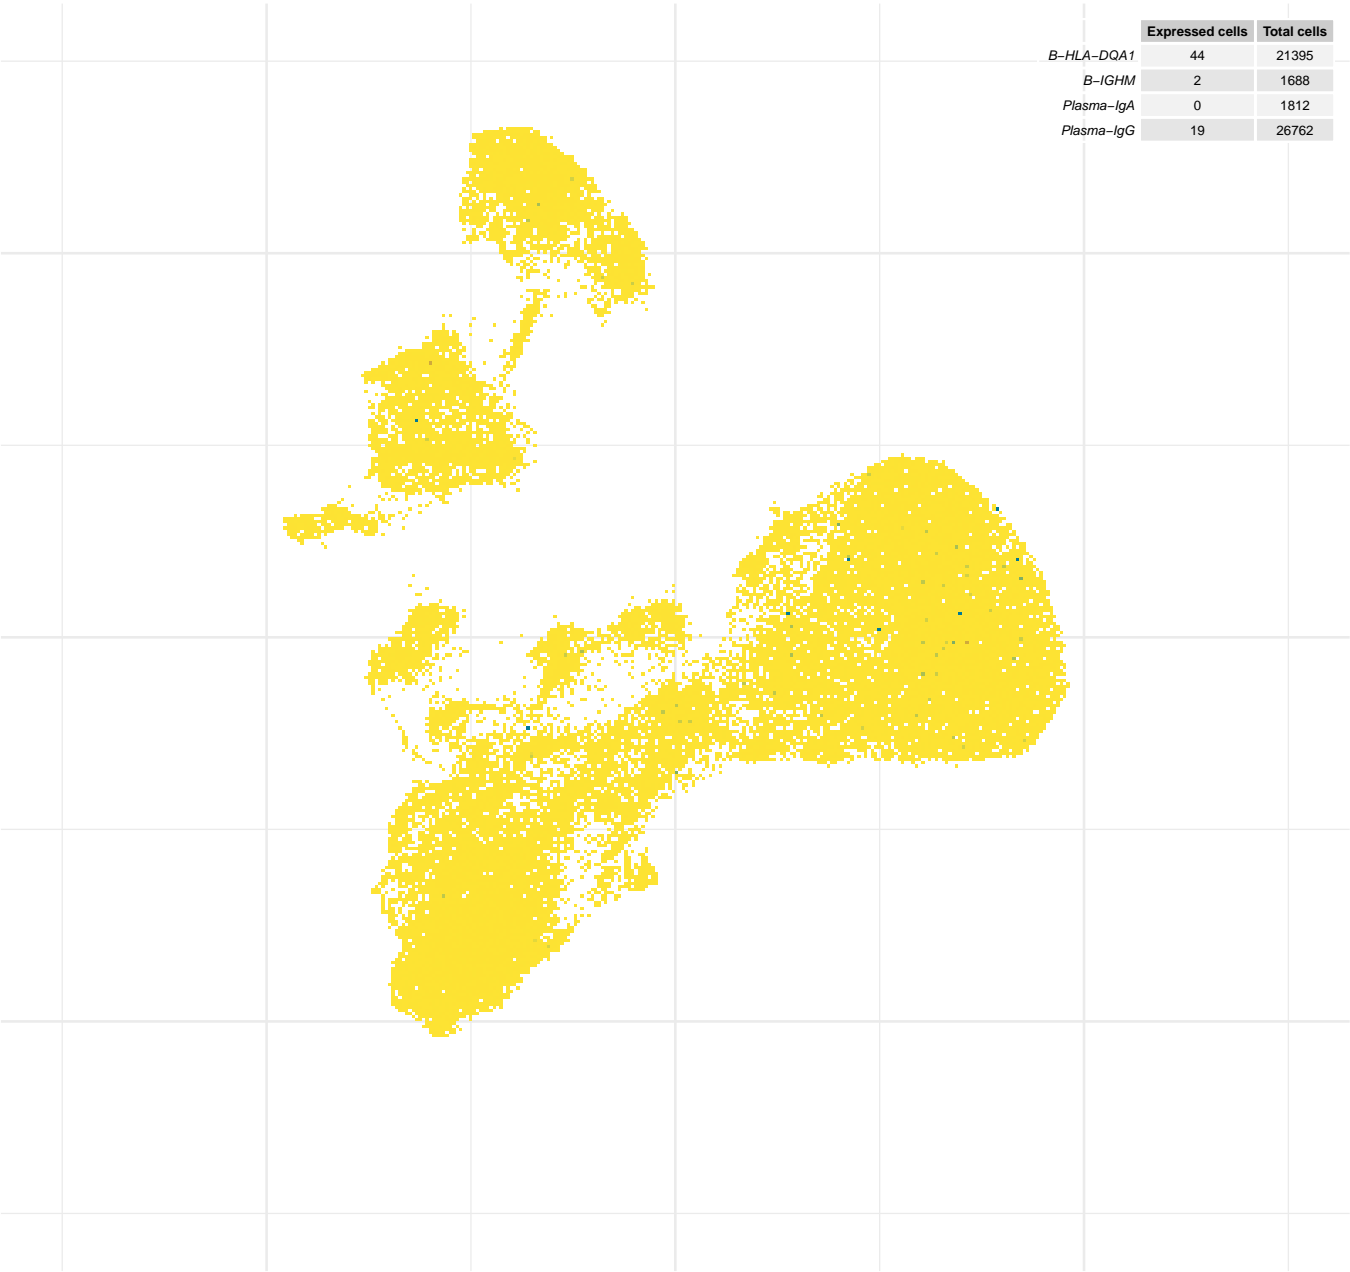 Expressed cells Total cells
B−HLA−DQA1 44 21395
B−IGHM 2 1688
Plasma−IgA 0 1812
Plasma−IgG 19 26762